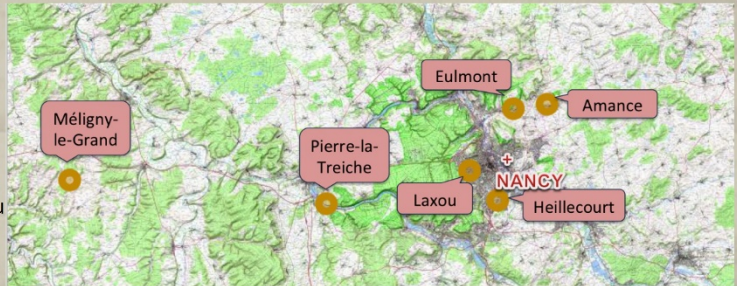 Eulmont
Amance
Méligny-
le-Grand
Pierre-la-
Treiche
+
NANCY
Laxou
Heillecourt
u